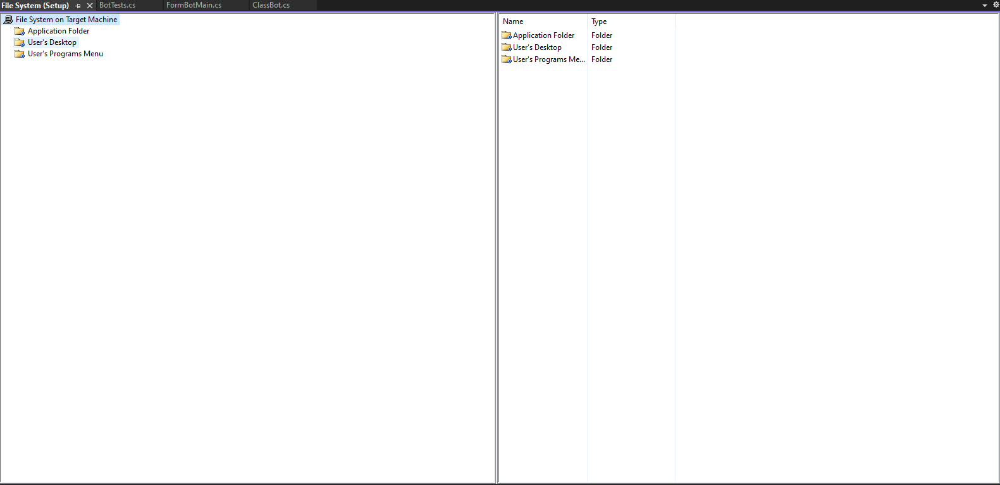 File System (Setup)
BotTests.cs
FormBotMain.cs
ClassBot.cs
File System on Target Machine
Application Folder
User's Desktop
User's Programs Menu
Name Type
Application Folder Folder
User's Desktop Folder
User's Programs Me... Folder